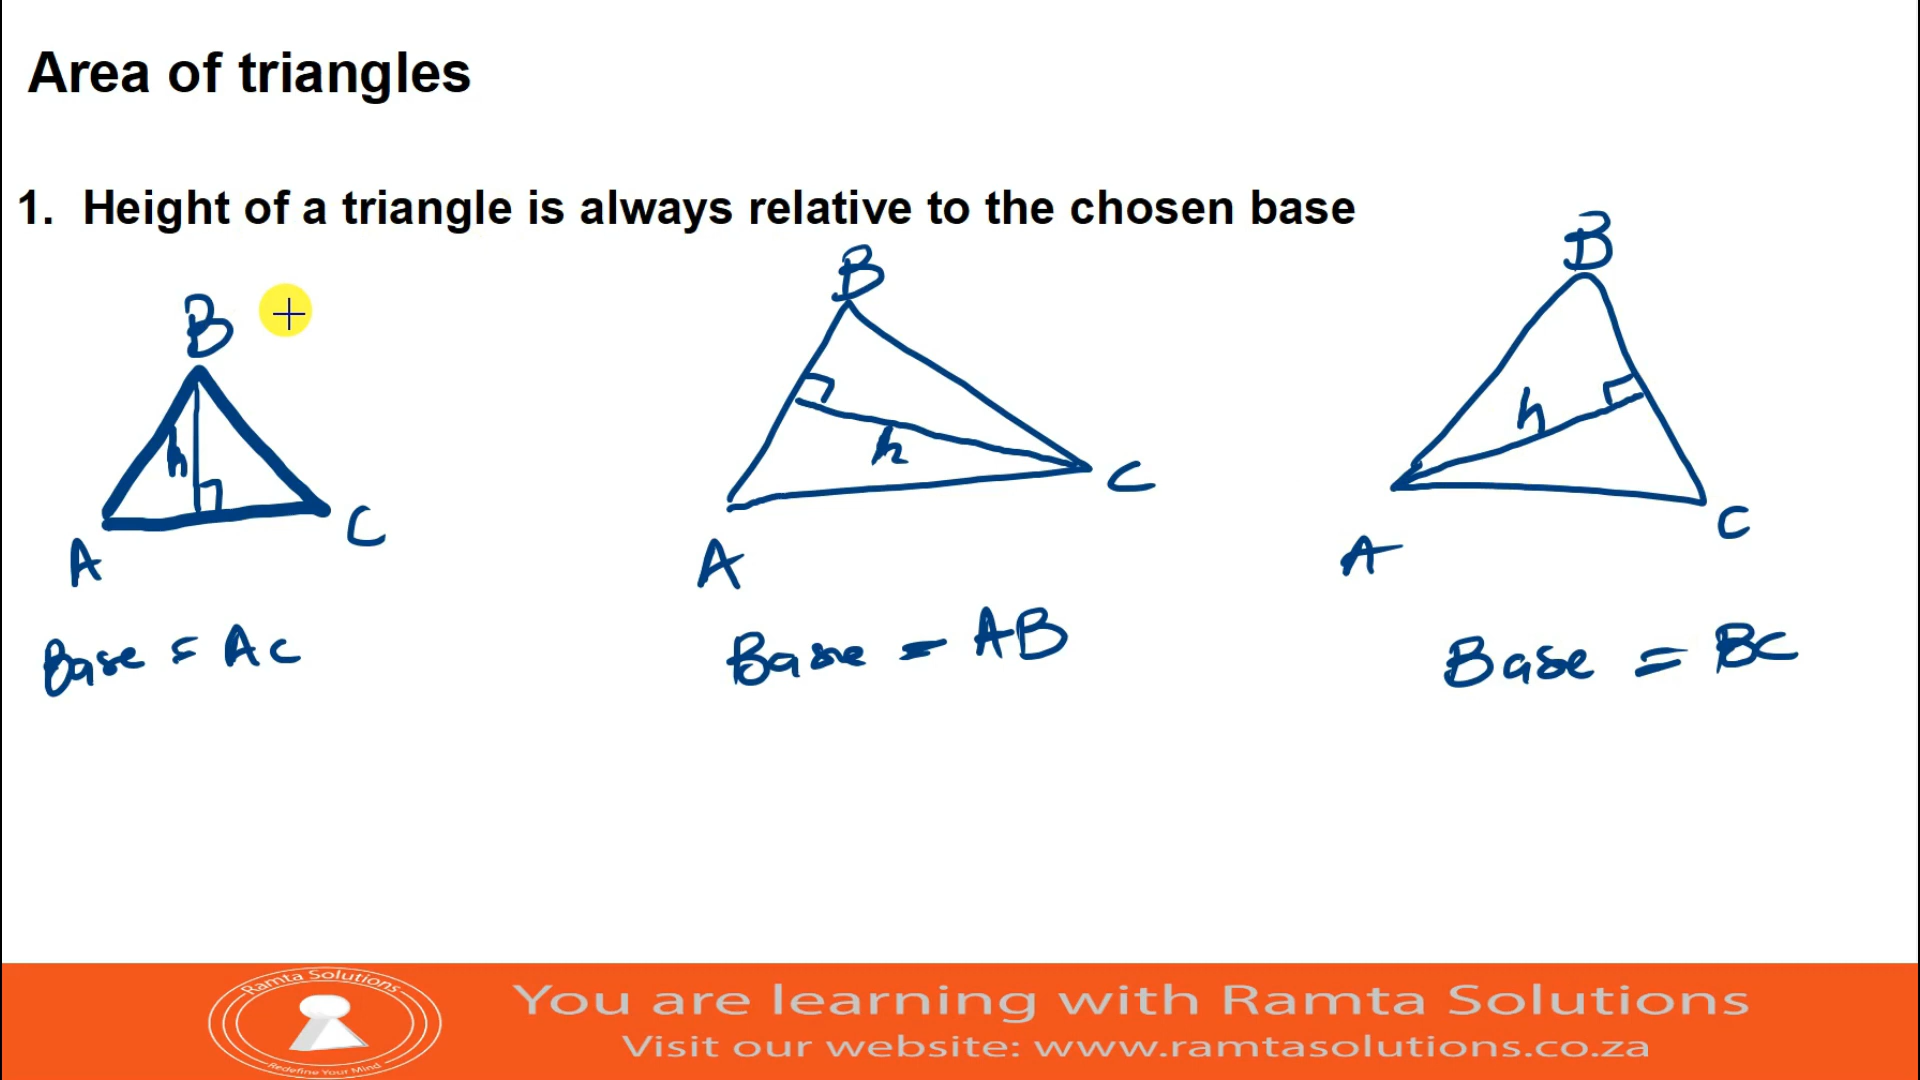 Area of triangles
1. Height of a triangle is always relative to the chosen base
B
h
A
C
Base = AC
B
h
C
A
Base = AB
B
h
A
C
Base = BC
Ramta Solutions
Redefine Your Mind
You are learning with Ramta Solutions
Visit our website: www.ramtasolutions.co.za